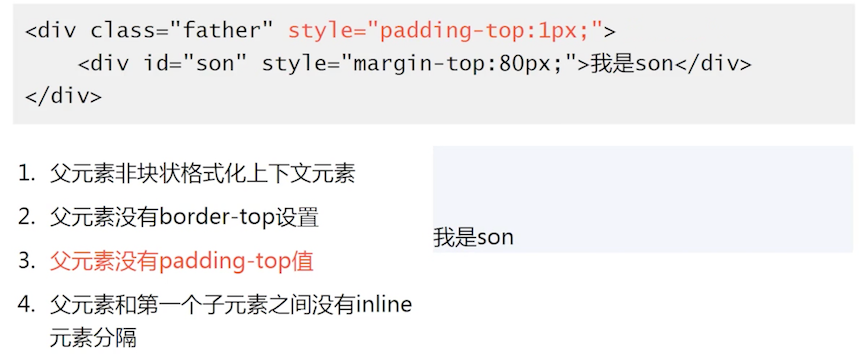 <div class="father" style="padding-top:1px;">
    <div id="son" style="margin-top:80px;">我是son</div>
</div>
1. 父元素非块状格式化上下文元素
2. 父元素没有border-top设置
3. 父元素没有padding-top值
4. 父元素和第一个子元素之间没有inline
元素分隔
我是son